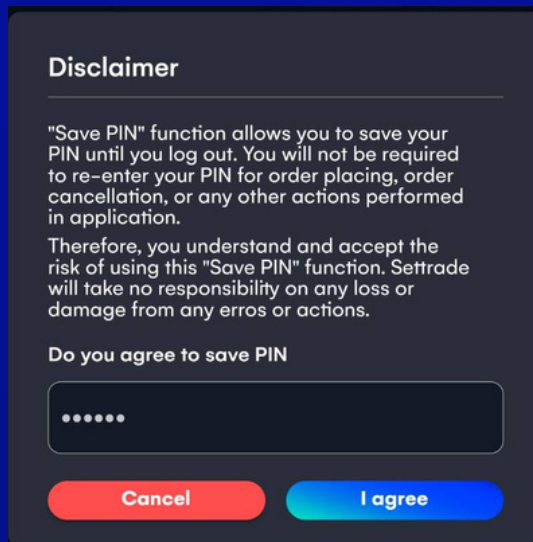 Disclaimer
"Save PIN" function allows you to save your
PIN until you log out. You will not be required
to re-enter your PIN for order placing, order
cancellation, or any other actions performed
in application.
Therefore, you understand and accept the
risk of using this "Save PIN" function. Settrade
will take no responsibility on any loss or
damage from any erros or actions.
Do you agree to save PIN
••••••
Cancel
I agree